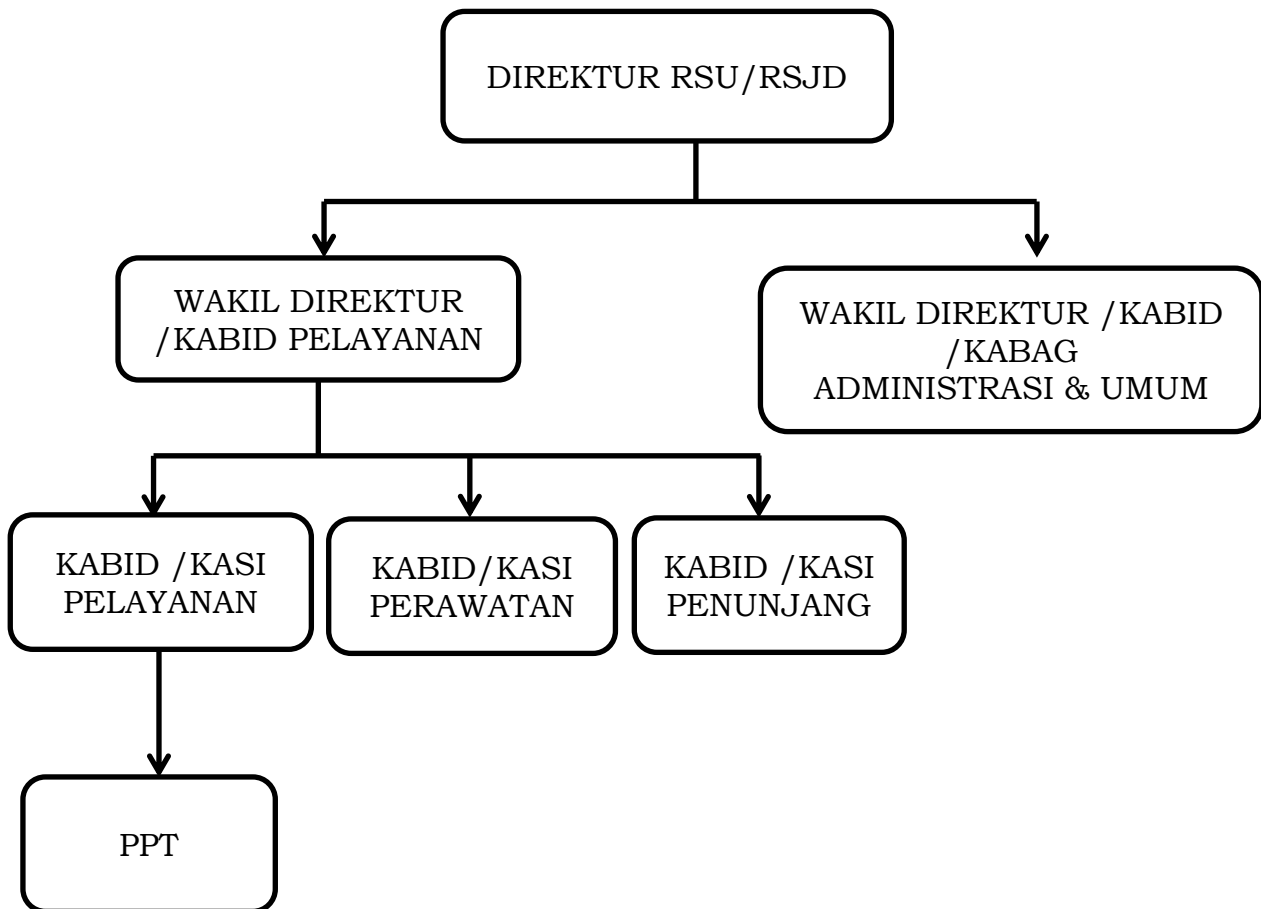 DIREKTUR RSU/RSJD
WAKIL DIREKTUR
/KABID PELAYANAN
WAKIL DIREKTUR /KABID
/KABAG
ADMINISTRASI & UMUM
KABID /KASI
PELAYANAN
KABID/KASI
PERAWATAN
KABID /KASI
PENUNJANG
PPT